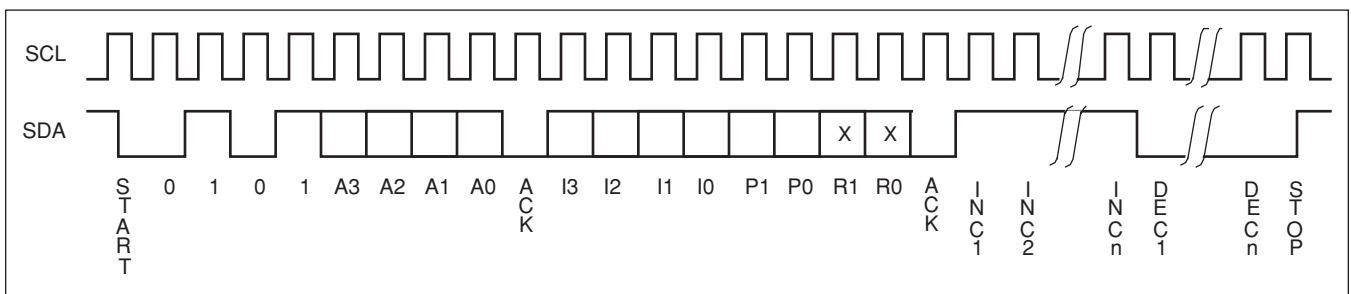 SCL
SDA
X X
START 0 1 0 1 A3 A2 A1 A0 ACK I3 I2 I1 I0 P1 P0 R1 R0 ACK INC1 INC2 INCn DEC1 DECn STOP